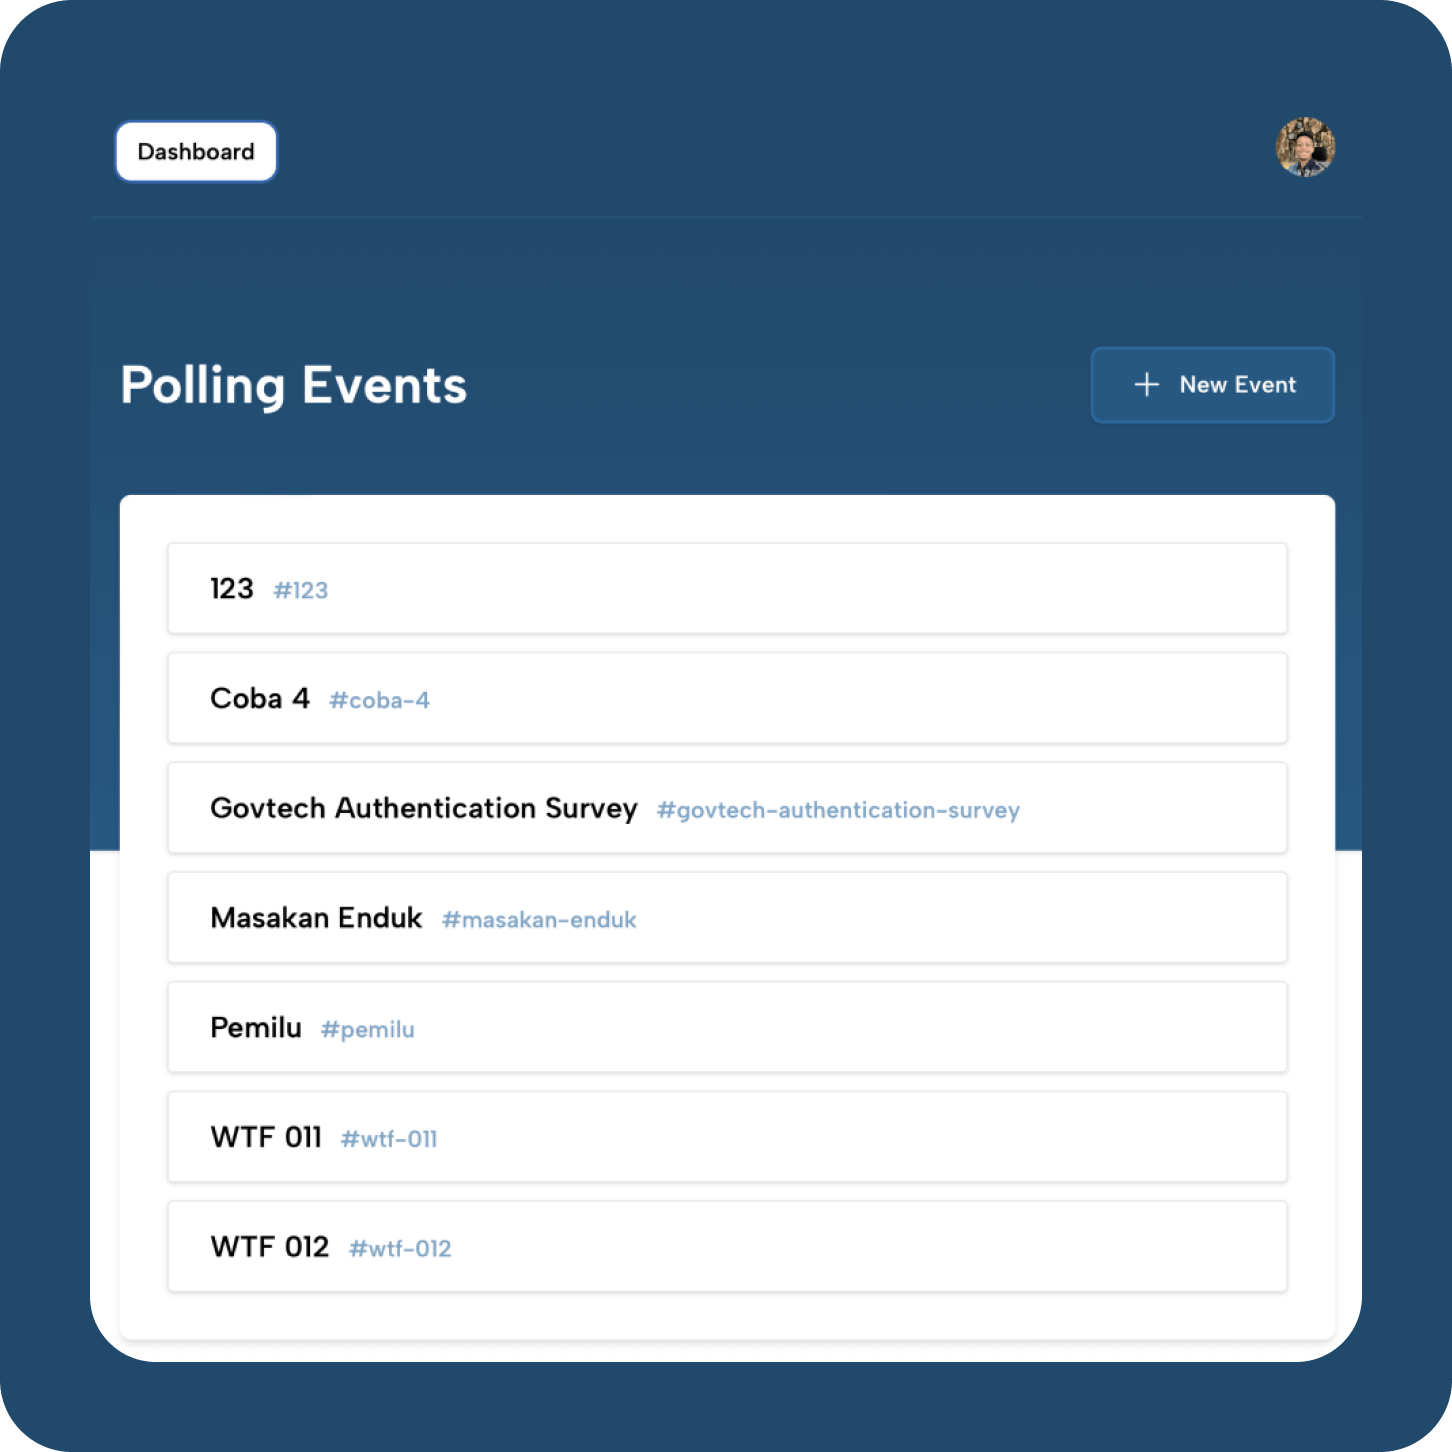 Dashboard
Polling Events
New Event
123 #123
Coba 4 #coba-4
Govtech Authentication Survey #govtech-authentication-survey
Masakan Enduk #masakan-enduk
Pemilu #pemilu
WTF 011 #wtf-011
WTF 012 #wtf-012